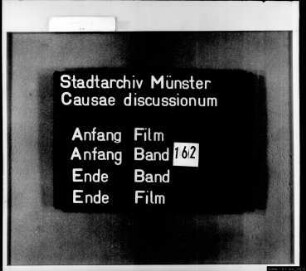 Stadtarchiv Münster
Causae discussionum
Anfang Film
Anfang Band 162
Ende Band
Ende Film